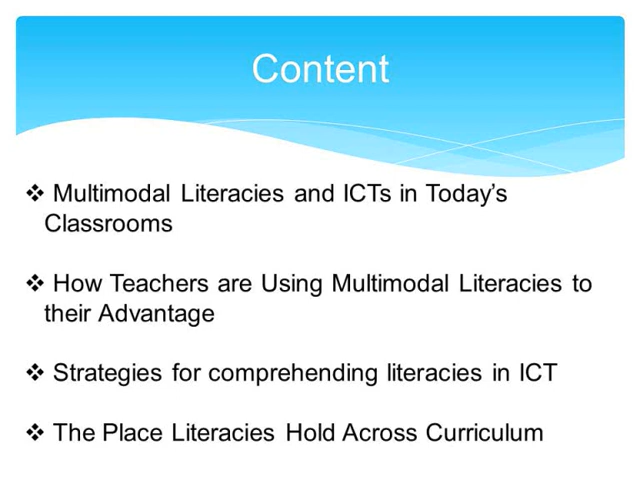 Content
❖ Multimodal Literacies and ICTs in Today’s
Classrooms
❖ How Teachers are Using Multimodal Literacies to
their Advantage
❖ Strategies for comprehending literacies in ICT
❖ The Place Literacies Hold Across Curriculum